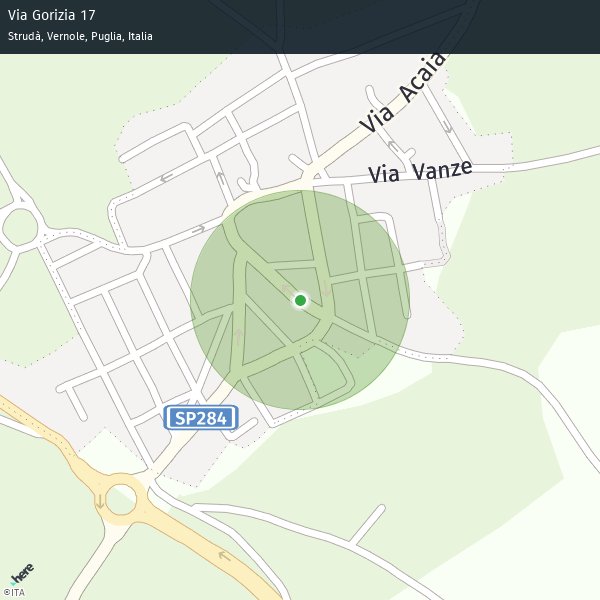 Via Gorizia 17
Strudà, Vernole, Puglia, Italia
Via Acaia
Via Vanze
SP284
here
©ITA